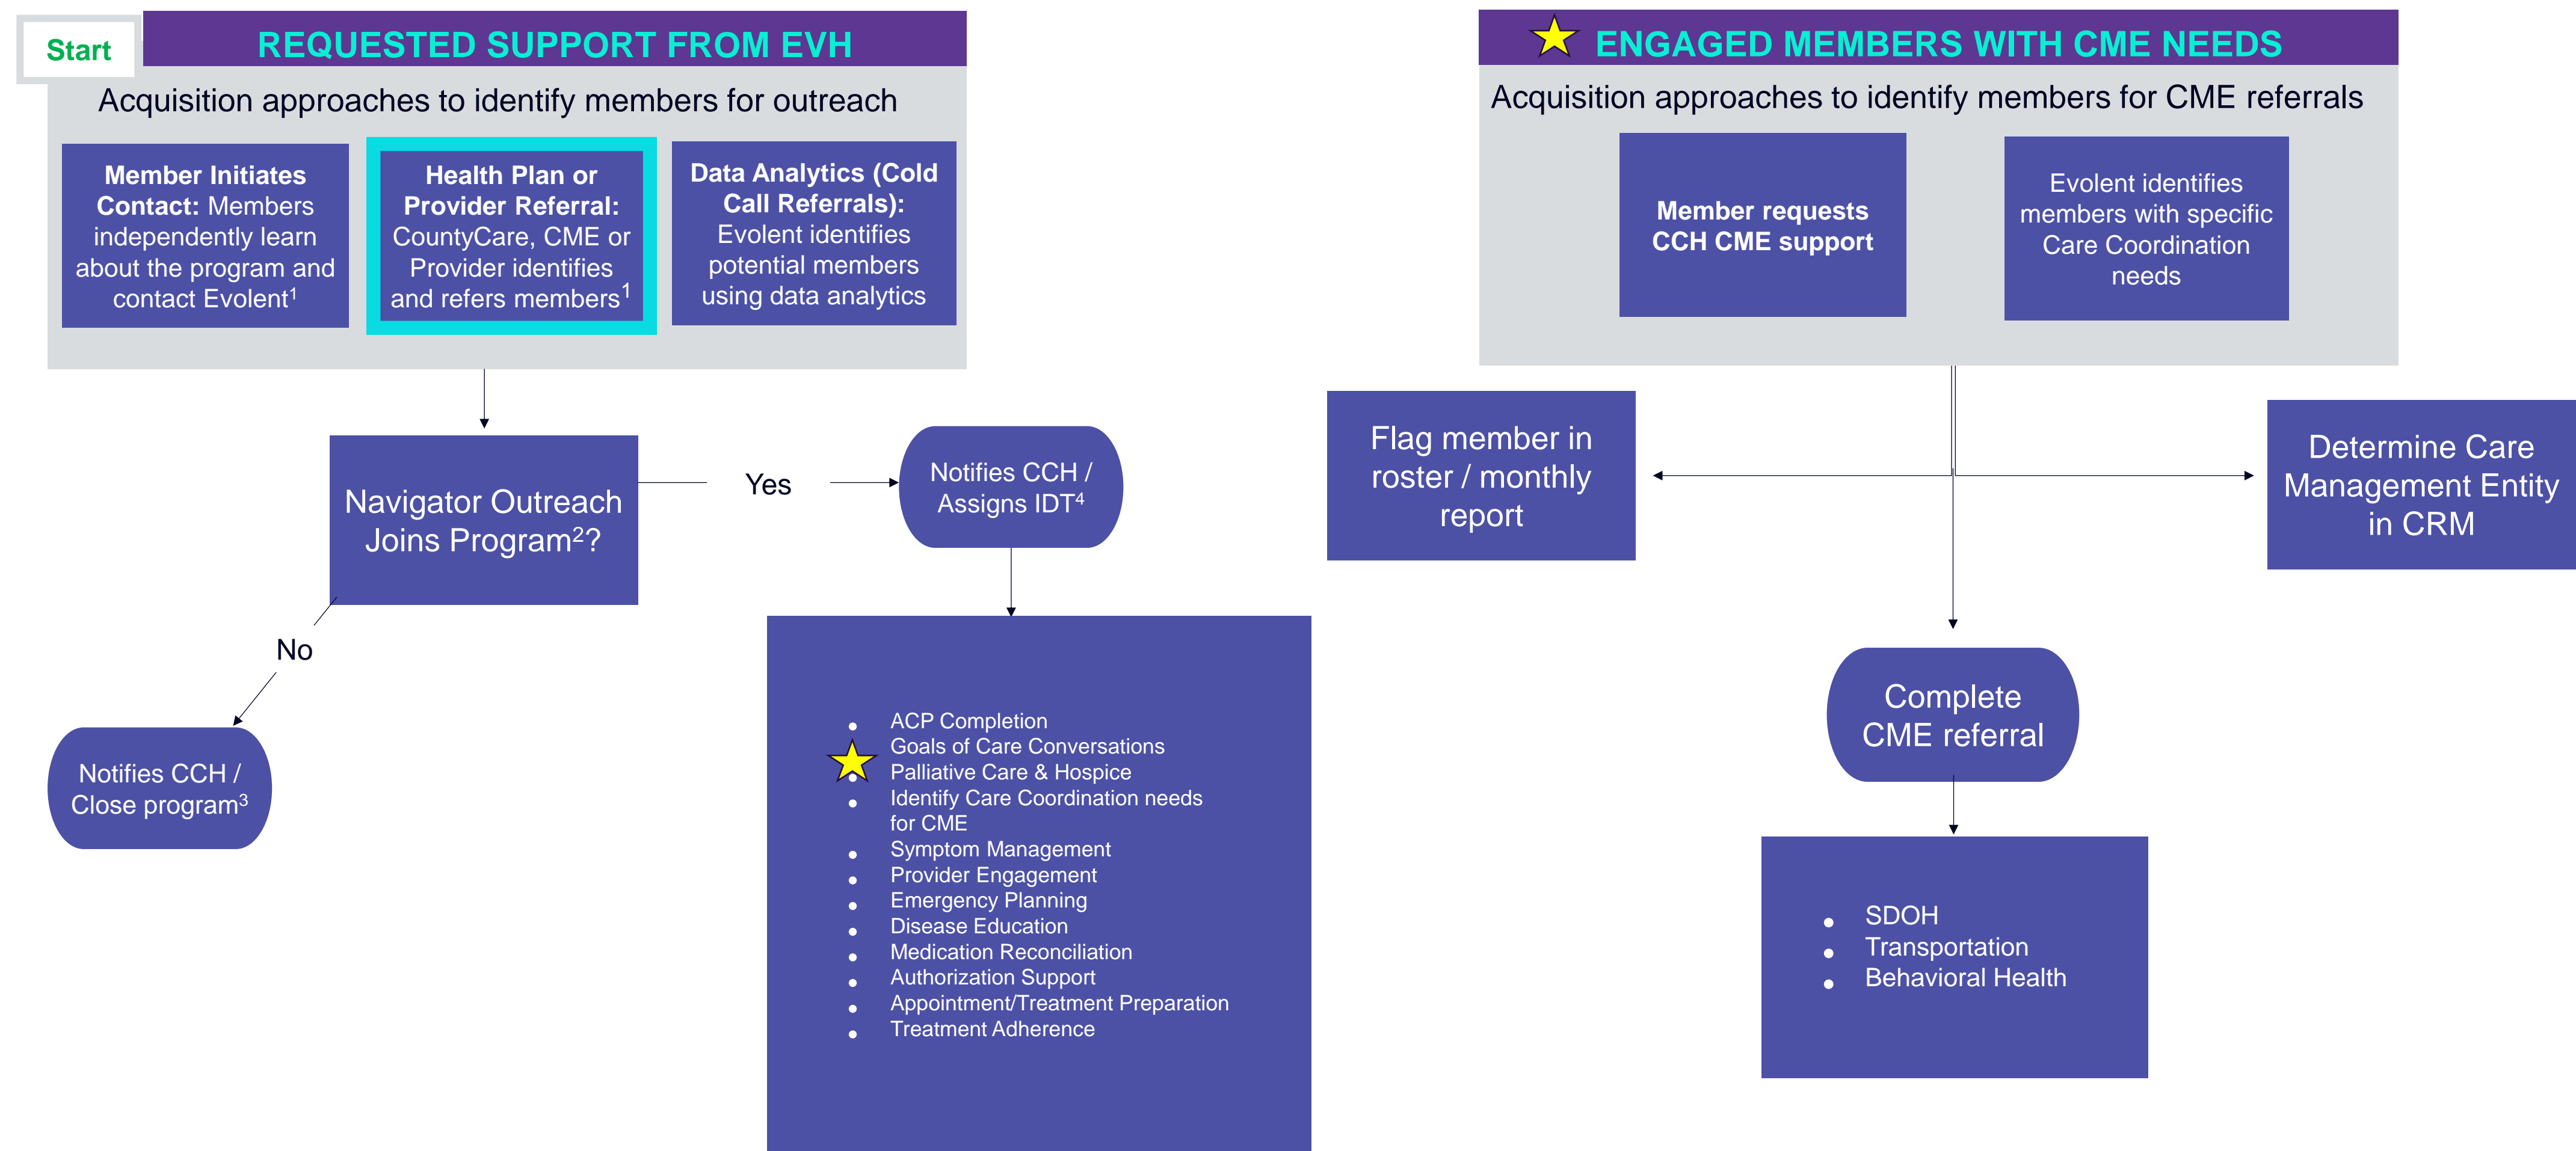 Start
REQUESTED SUPPORT FROM EVH
Acquisition approaches to identify members for outreach
Member Initiates
Contact: Members
independently learn
about the program and
contact Evolent¹
Health Plan or
Provider Referral:
CountyCare, CME or
Provider identifies
and refers members¹
Data Analytics (Cold
Call Referrals):
Evolent identifies
potential members
using data analytics
Navigator Outreach
Joins Program²?
Yes
Notifies CCH /
Assigns IDT⁴
No
Notifies CCH /
Close program³
• ACP Completion
• Goals of Care Conversations
• Palliative Care & Hospice
• Identify Care Coordination needs
for CME
• Symptom Management
• Provider Engagement
• Emergency Planning
• Disease Education
• Medication Reconciliation
• Authorization Support
• Appointment/Treatment Preparation
• Treatment Adherence
ENGAGED MEMBERS WITH CME NEEDS
Acquisition approaches to identify members for CME referrals
Member requests
CCH CME support
Evolent identifies
members with specific
Care Coordination
needs
Flag member in
roster / monthly
report
Determine Care
Management Entity
in CRM
Complete
CME referral
• SDOH
• Transportation
• Behavioral Health